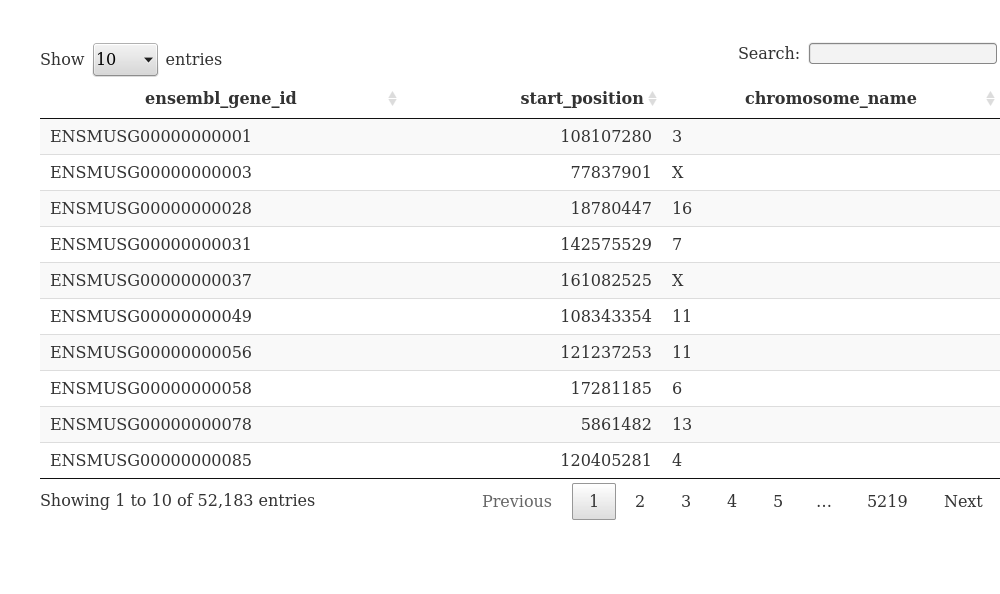 Show 10 entries Search:
ensembl_gene_id start_position chromosome_name
ENSMUSG00000000001 108107280 3
ENSMUSG00000000003 77837901 X
ENSMUSG00000000028 18780447 16
ENSMUSG00000000031 142575529 7
ENSMUSG00000000037 161082525 X
ENSMUSG00000000049 108343354 11
ENSMUSG00000000056 121237253 11
ENSMUSG00000000058 17281185 6
ENSMUSG00000000078 5861482 13
ENSMUSG00000000085 120405281 4
Showing 1 to 10 of 52,183 entries Previous 1 2 3 4 5 … 5219 Next